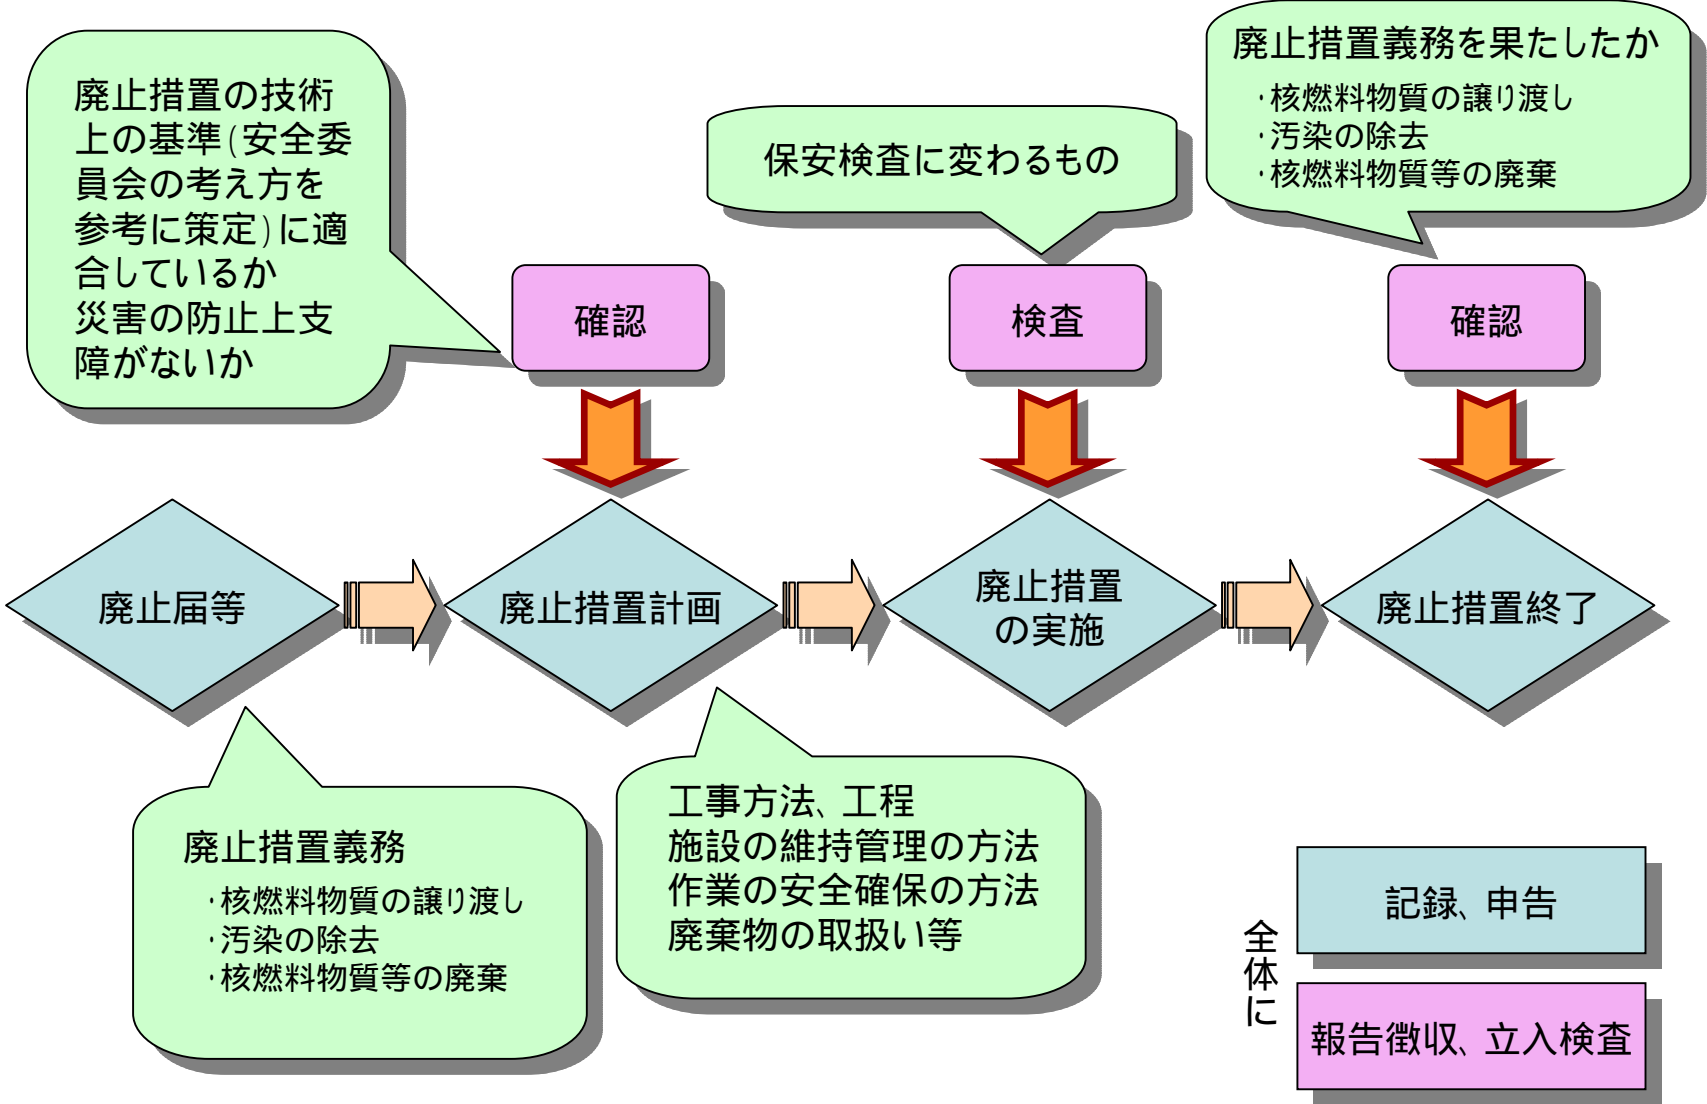 廃止措置の技術
上の基準(安全委
員会の考え方を
参考に策定)に適
合しているか
災害の防止上支
障がないか
保安検査に変わるもの
廃止措置義務を果たしたか
・核燃料物質の譲り渡し
・汚染の除去
・核燃料物質等の廃棄
確認
検査
確認
廃止届等
廃止措置計画
廃止措置
の実施
廃止措置終了
廃止措置義務
・核燃料物質の譲り渡し
・汚染の除去
・核燃料物質等の廃棄
工事方法、工程
施設の維持管理の方法
作業の安全確保の方法
廃棄物の取扱い等
全体に
記録、申告
報告徴収、立入検査